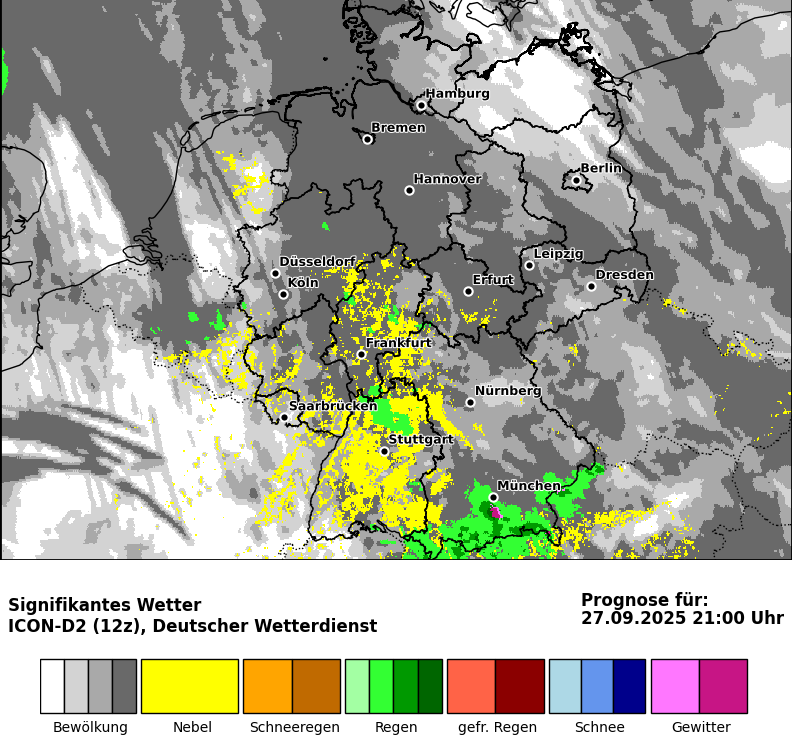 Hamburg
Bremen
Berlin
Hannover
Düsseldorf
Leipzig
Köln
Erfurt
Dresden
Frankfurt
Nürnberg
Saarbrücken
Stuttgart
München
Signifikantes Wetter
ICON-D2 (12z), Deutscher Wetterdienst
Prognose für:
27.09.2025 21:00 Uhr
Bewölkung
Nebel
Schneeregen
Regen
gefr. Regen
Schnee
Gewitter